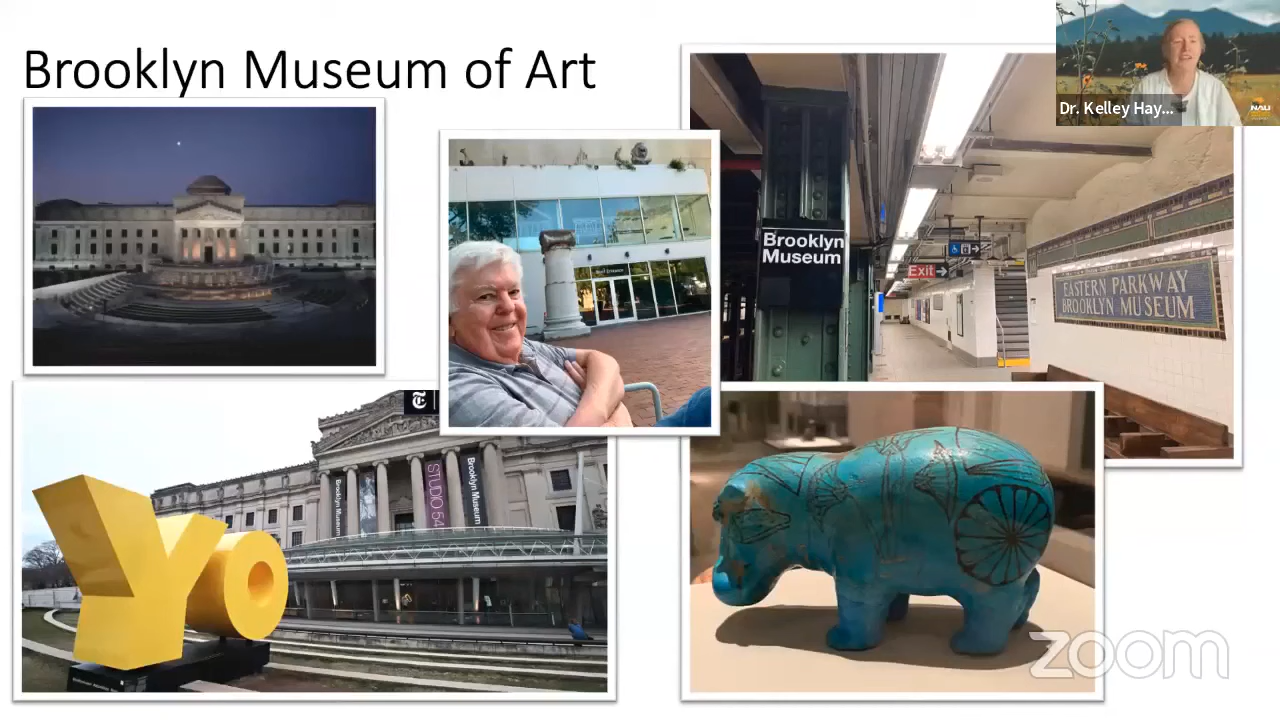 Brooklyn Museum of Art
Dr. Kelley Hay...
NAU
Brooklyn
Museum
Exit
EASTERN PARKWAY
BROOKLYN MUSEUM
T
STUDIO 54
Brooklyn Museum
Brooklyn Museum
YO
zoom